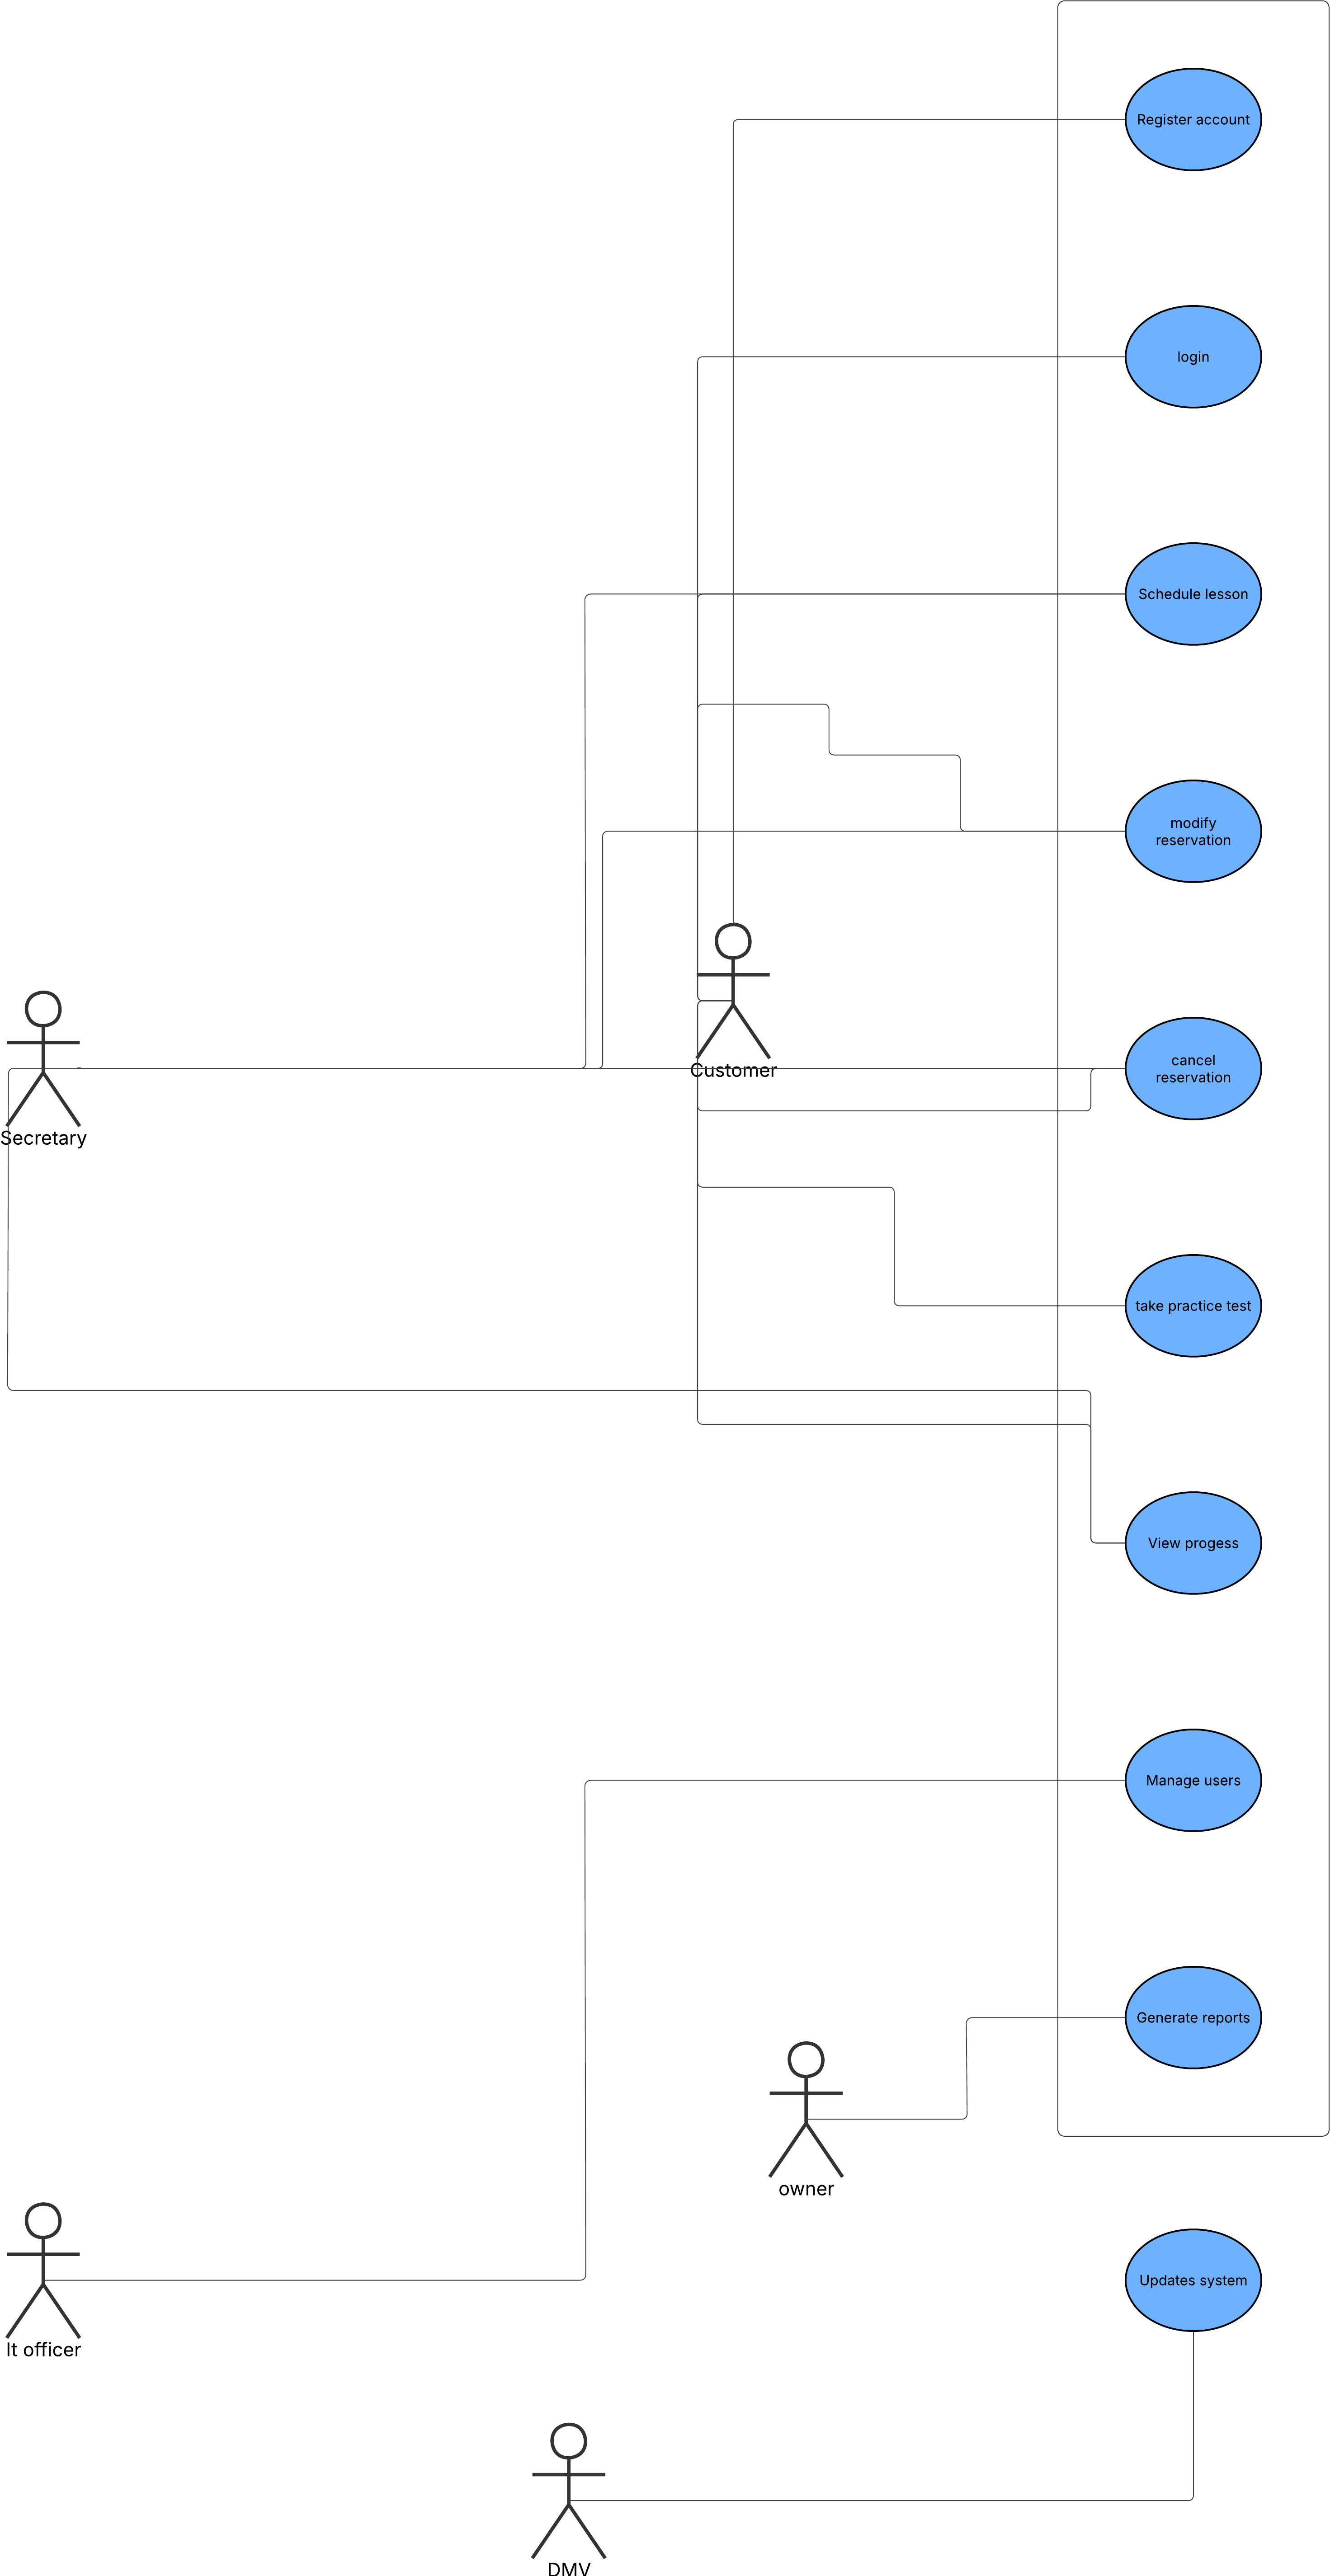 Register account
login
Schedule lesson
modify
reservation
Customer
cancel
reservation
Secretary
take practice test
View progess
Manage users
Generate reports
owner
Updates system
It officer
DMV